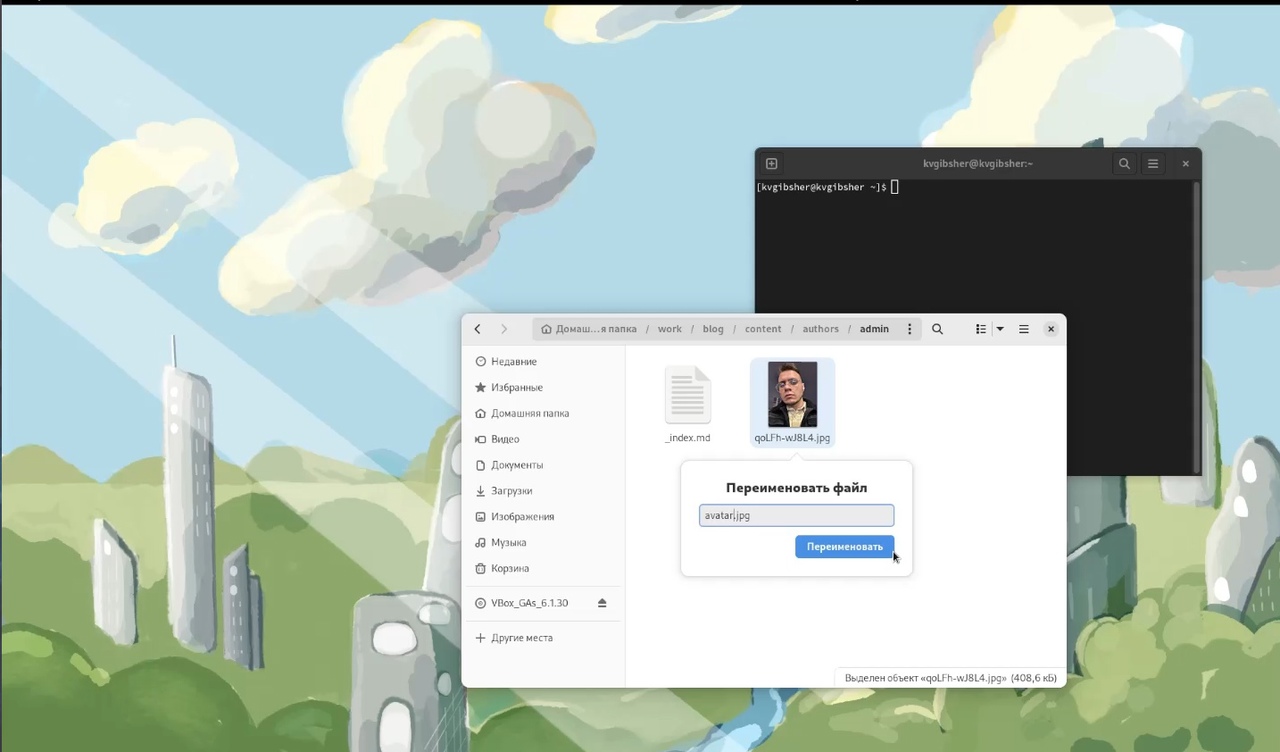 kvgibsher@kvgibsher:~
[kvgibsher@kvgibsher ~]$
Домаш...я папка / work / blog / content / authors / admin
Недавние
Избранные
Домашняя папка
Видео
Документы
Загрузки
Изображения
Музыка
Корзина
VBox_GAs_6.1.30
Другие места
_index.md
qoLFh-wJ8L4.jpg
Переименовать файл
avatar.jpg
Переименовать
Выделен объект «qoLFh-wJ8L4.jpg» (408,6 кБ)